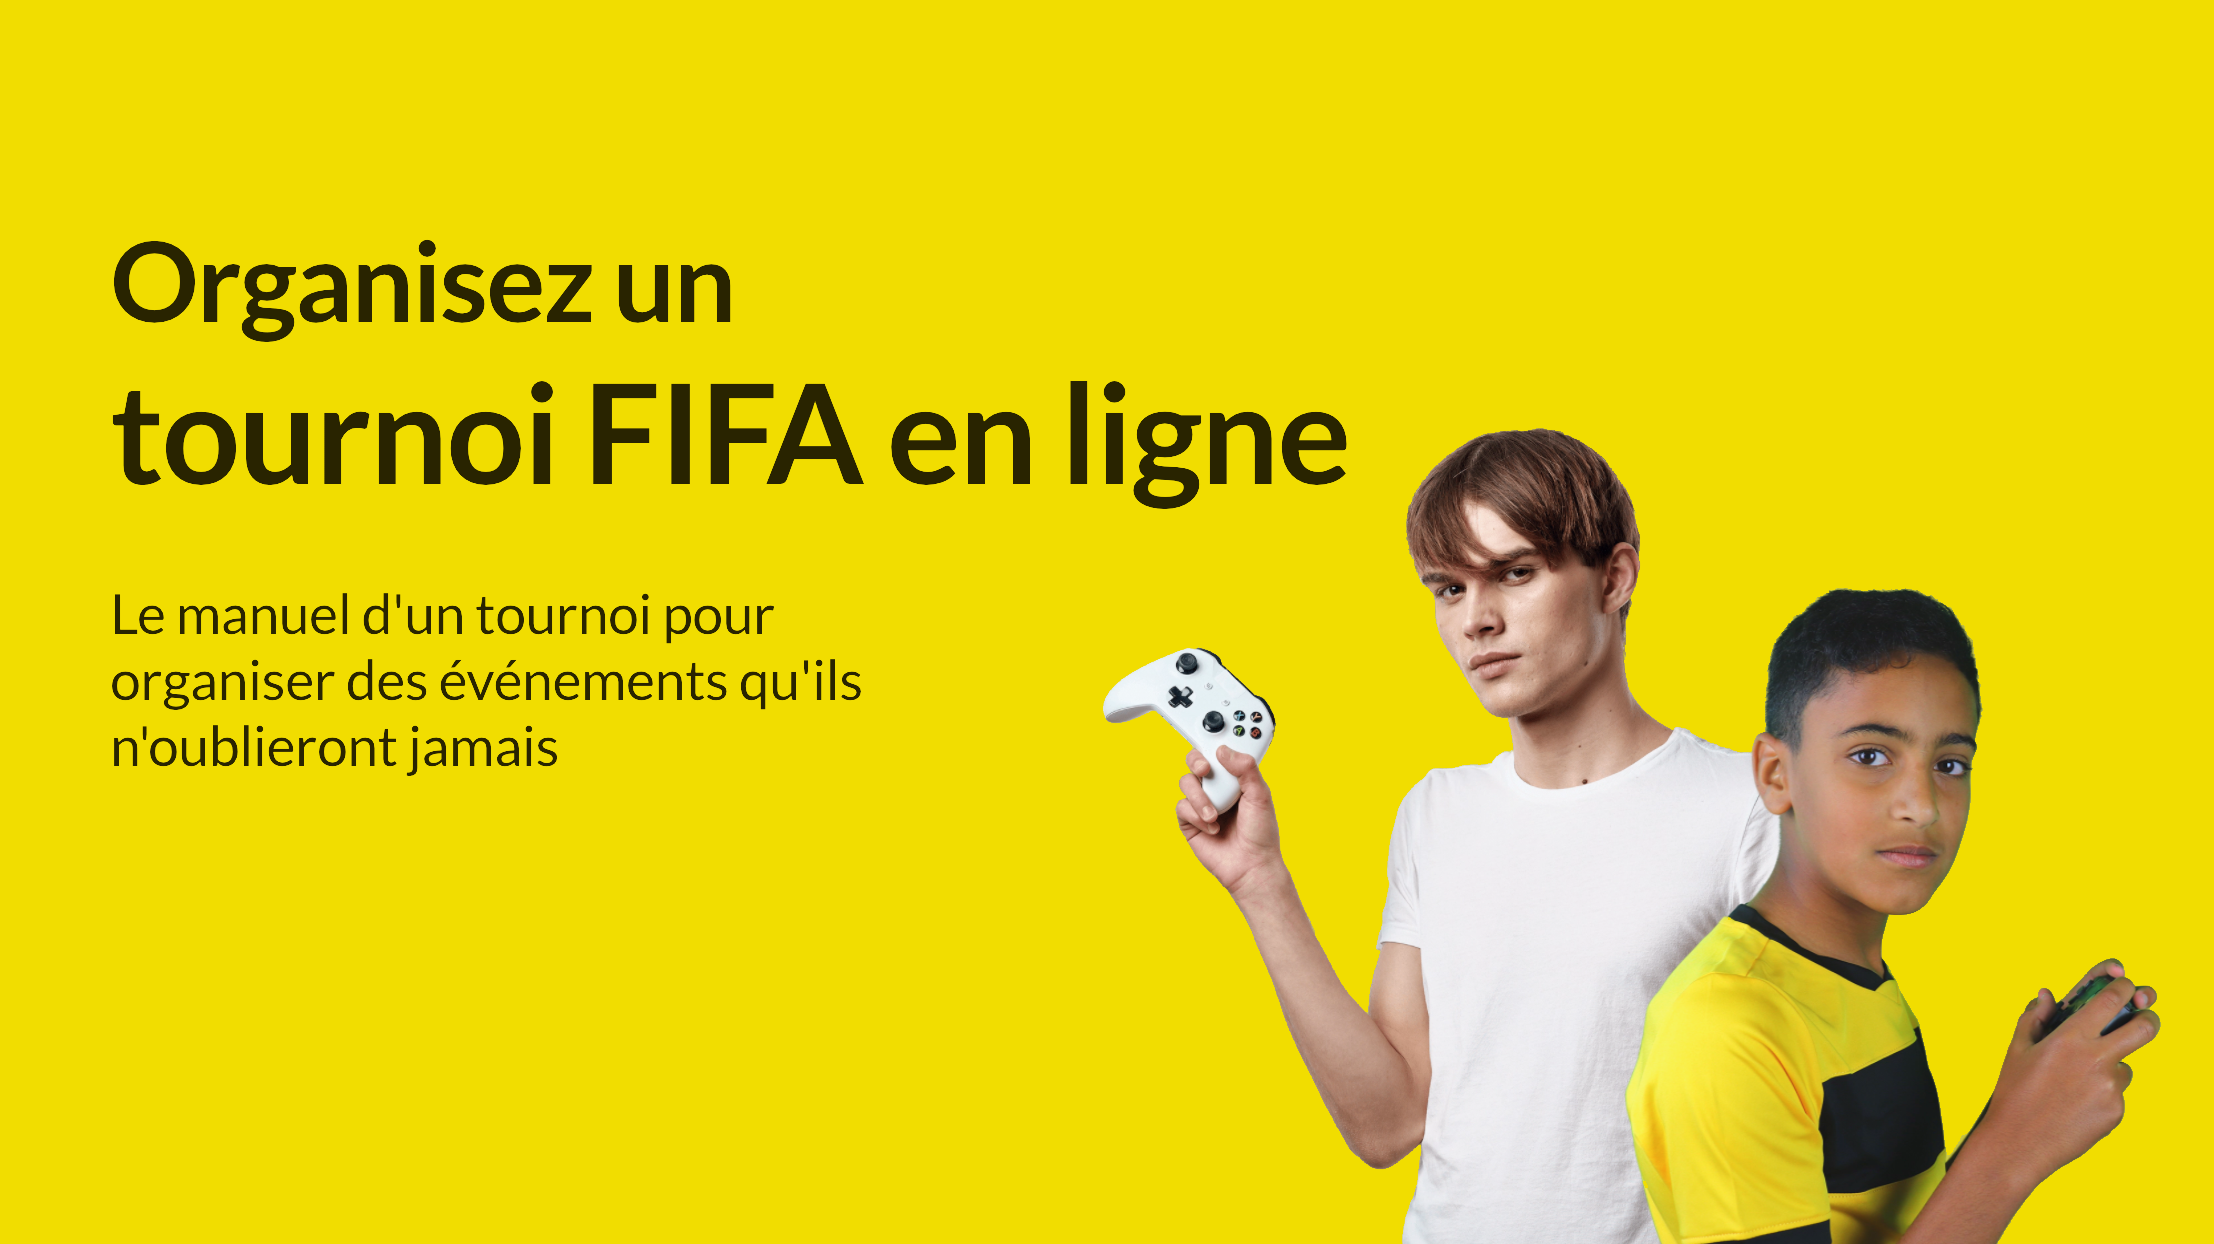 Organisez un
tournoi FIFA en ligne
Le manuel d'un tournoi pour
organiser des événements qu'ils
n'oublieront jamais